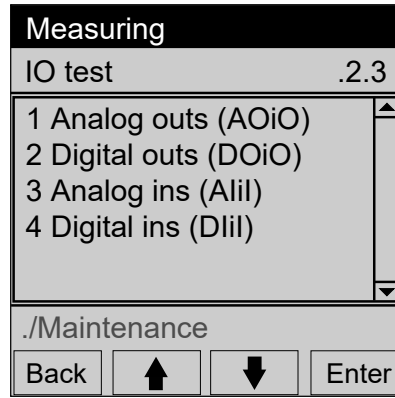 Measuring
IO test .2.3
1 Analog outs (AOiO)
2 Digital outs (DOiO)
3 Analog ins (AIiI)
4 Digital ins (DIiI)
./Maintenance
Back Enter